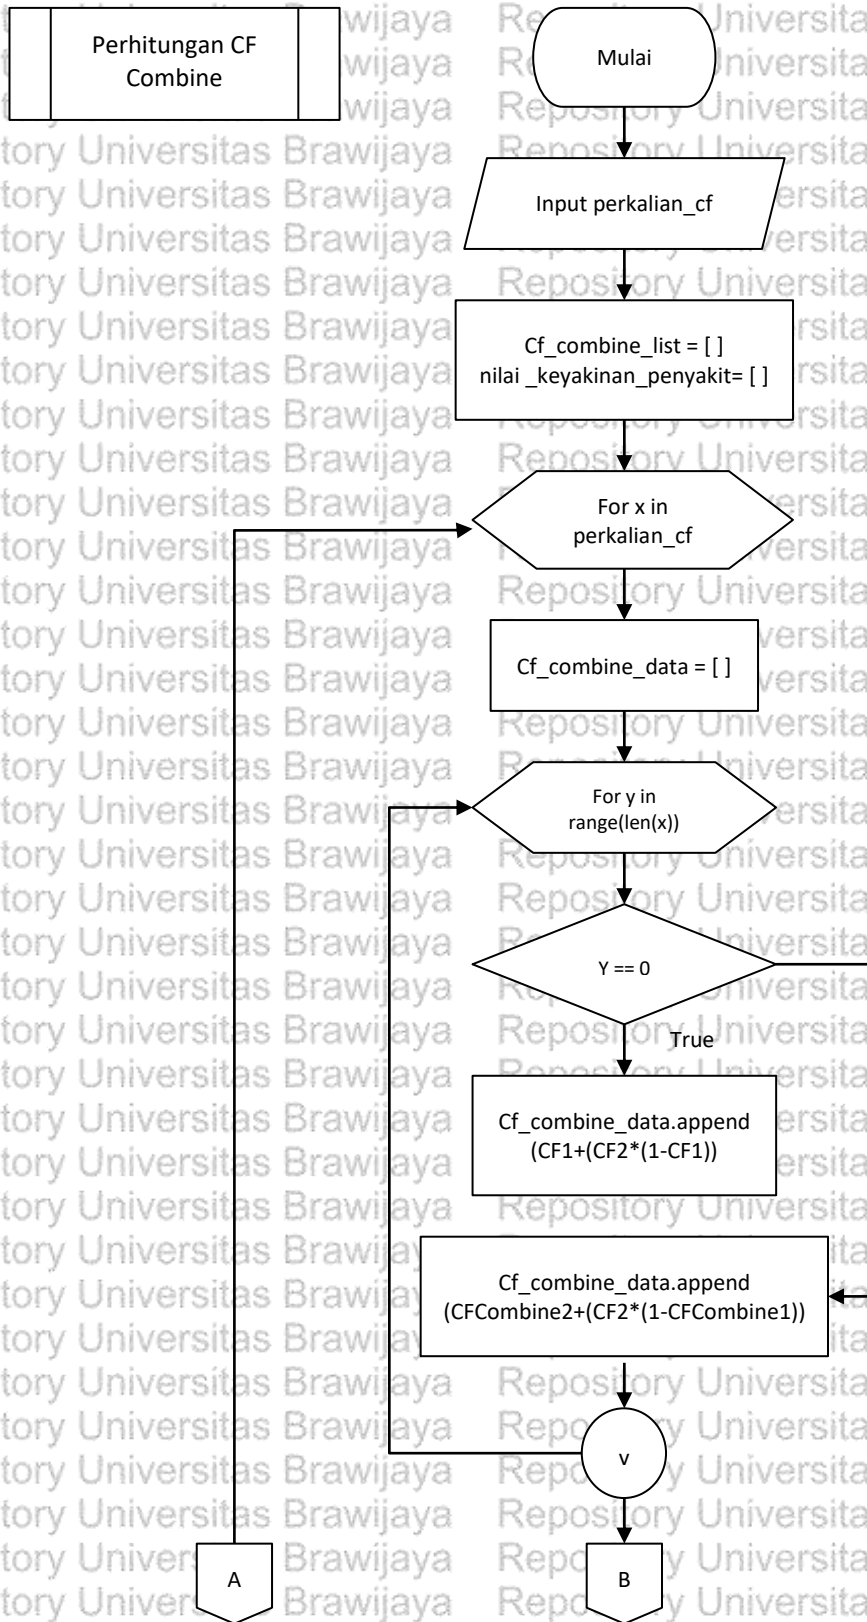 Perhitungan CF
Combine
Mulai
Input perkalian_cf
Cf_combine_list = [ ]
nilai _keyakinan_penyakit= [ ]
For x in
perkalian_cf
Cf_combine_data = [ ]
For y in
range(len(x))
Y == 0
True
Cf_combine_data.append
(CF1+(CF2*(1-CF1))
Cf_combine_data.append
(CFCombine2+(CF2*(1-CFCombine1))
v
A
B